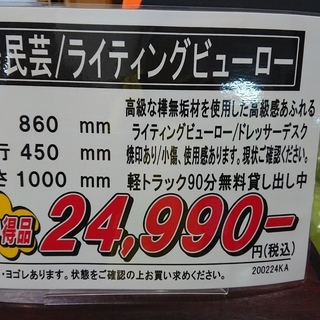 民芸/ライティングビューロー
860 mm
行 450 mm
さ 1000 mm
高級な樺無垢材を使用した高級感あふれる
ライティングビューロー/ドレッサーデスク
焼印あり/小傷、使用感あります。現状ご確認ください。
軽トラック90分無料貸し出し中
得品
24,990-
円(税込)
・ヨゴレあります。状態をご確認の上お買い求めください。
200224KA